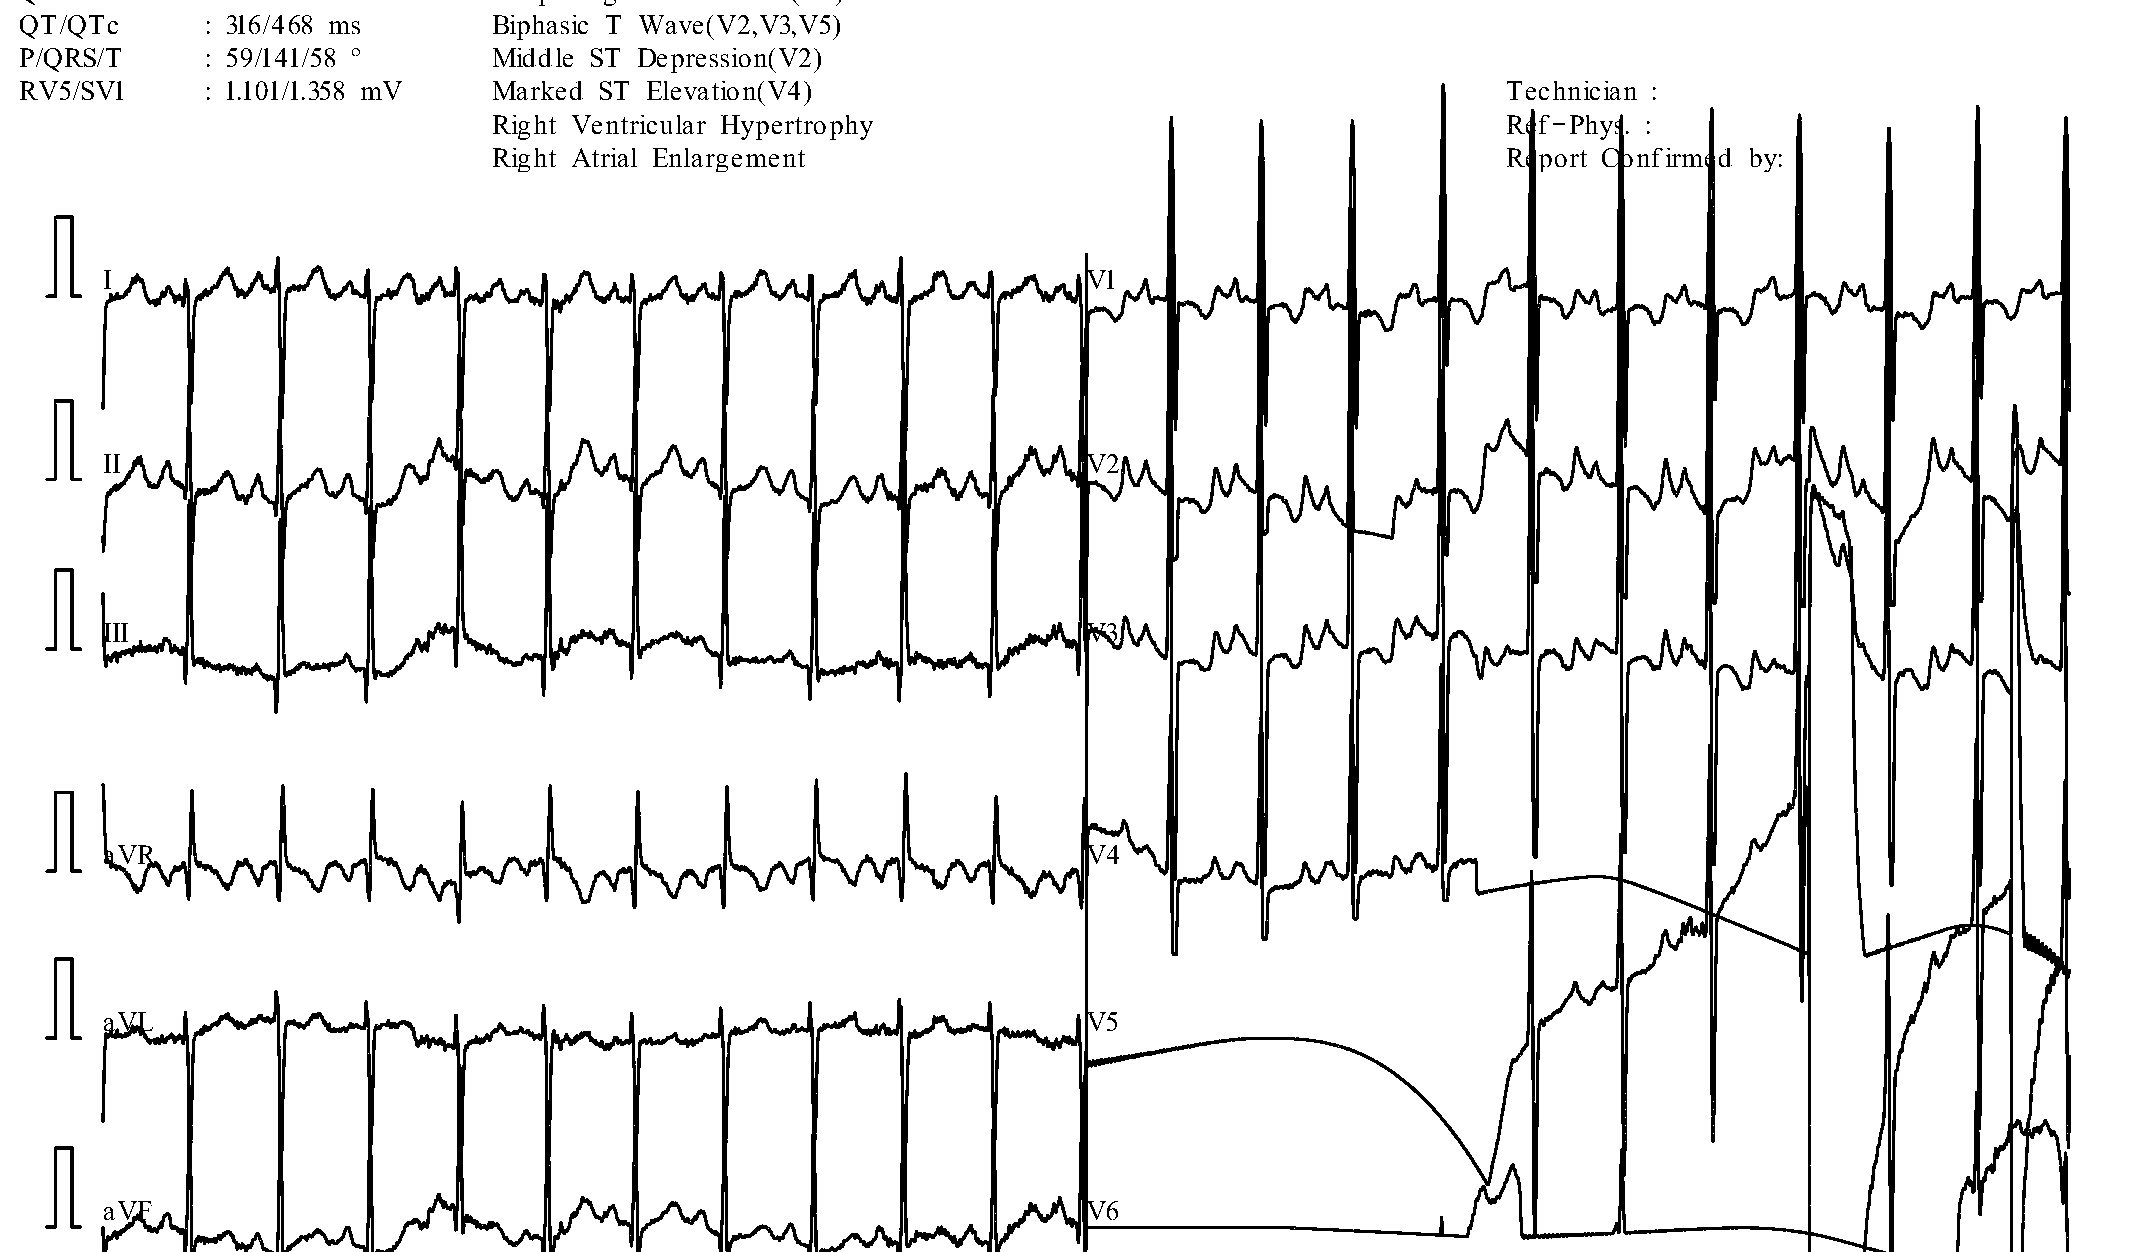 QT/QTc : 316/468 ms
P/QRS/T : 59/141/58 °
RV5/SV1 : 1.101/1.358 mV
Biphasic T Wave(V2,V3,V5)
Middle ST Depression(V2)
Marked ST Elevation(V4)
Right Ventricular Hypertrophy
Right Atrial Enlargement
Technician :
Ref-Phys. :
Report Confirmed by:
I
V1
II
V2
III
V3
aVR
V4
aVL
V5
aVF
V6